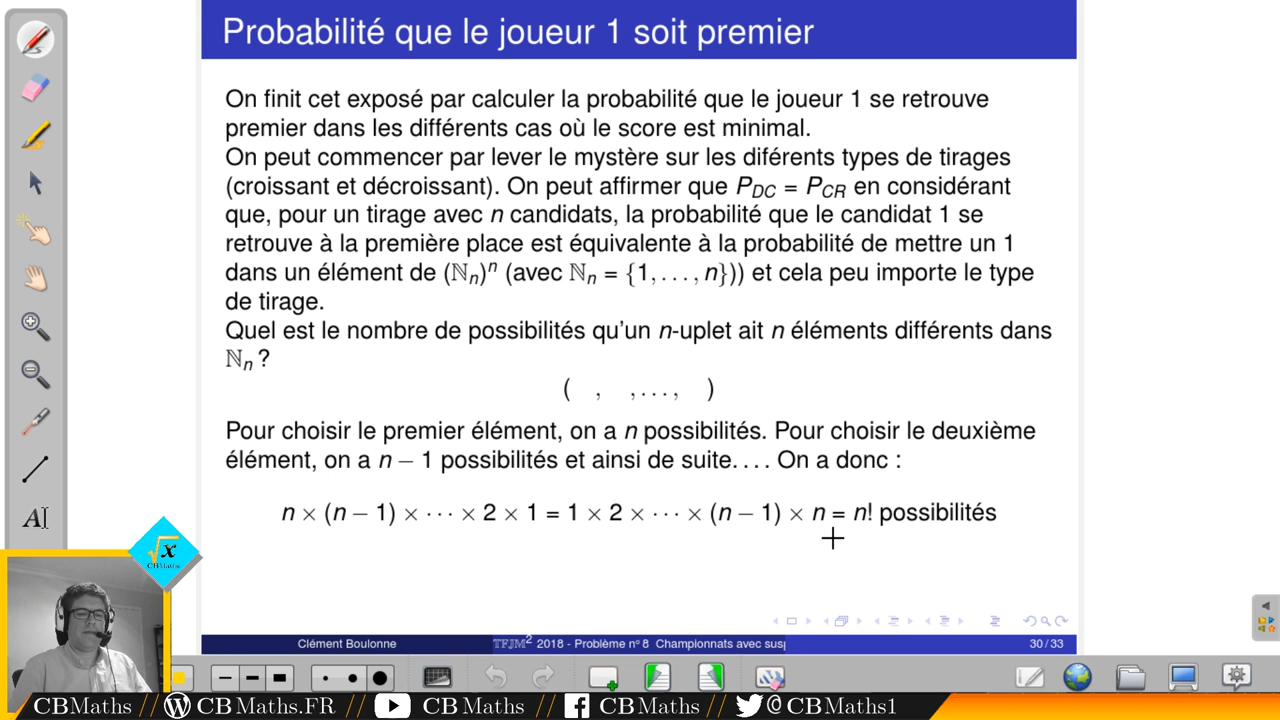 Probabilité que le joueur 1 soit premier
On finit cet exposé par calculer la probabilité que le joueur 1 se retrouve
premier dans les différents cas où le score est minimal.
On peut commencer par lever le mystère sur les diférents types de tirages
(croissant et décroissant). On peut affirmer que P_DC = P_CR en considérant
que, pour un tirage avec n candidats, la probabilité que le candidat 1 se
retrouve à la première place est équivalente à la probabilité de mettre un 1
dans un élément de (ℕ_n)^n (avec ℕ_n = {1, . . . , n})) et cela peu importe le type
de tirage.
Quel est le nombre de possibilités qu'un n-uplet ait n éléments différents dans
ℕ_n ?
(   ,   , . . . ,   )
Pour choisir le premier élément, on a n possibilités. Pour choisir le deuxième
élément, on a n − 1 possibilités et ainsi de suite. . . . On a donc :
n × (n − 1) × · · · × 2 × 1 = 1 × 2 × · · · × (n − 1) × n = n! possibilités
A
√x
CBMaths
Clément Boulonne
TFJM² 2018 - Problème nº 8 Championnats avec susp
30 / 33
CBMaths // CBMaths.FR / CBMaths / CBMaths / @CBMaths1